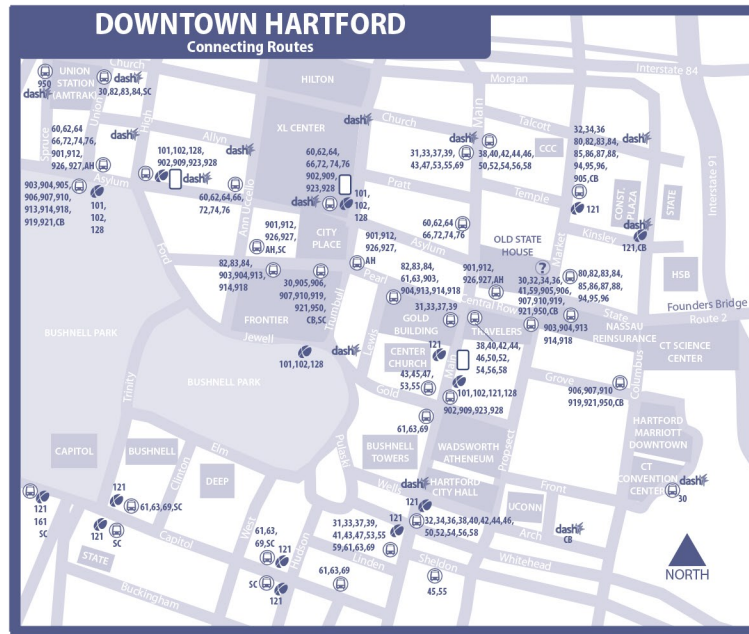 DOWNTOWN HARTFORD
Connecting Routes
Church
Interstate 84
UNION
STATION
(AMTRAK)
950
dash
dash
30,82,83,84,SC
Union
High
HILTON
Morgan
Main
Talcott
Church
Spruce
60,62,64
66,72,74,76,
901,912,
926, 927,AH
dash
Allyn
XL CENTER
dash
dash
31,33,37,39,
43,47,53,55,69
38,40,42,44,46,
50,52,54,56,58
CCC
32,34,36
80,82,83,84,
85,86,87,88,
94,95,96,
905,CB
dash
101,102,128,
902,909,923,928
dash
dash
60,62,64,
66,72,74,76
902,909,
923,928
101,
102,
128
dash
Asylum
903,904,905,
906,907,910,
913,914,918,
919,921,CB
101,
102,
128
60,62,64,66,
72,74,76
Ann Uccello
Pratt
Temple
121
CONST.
PLAZA
STATE
Interstate 91
dash
Kinsley
121,CB
Market
901,912,
926,927,
AH,SC
CITY
PLACE
901,912,
926,927,
AH
60,62,64
66,72,74,76
Asylum
OLD STATE
HOUSE
?
Ford
82,83,84,
903,904,913,
914,918
30,905,906,
907,910,919,
921,950,
CB,SC
Trumbull
Pearl
82,83,84,
61,63,903,
904,913,914,918
901,912,
926,927,AH
30,32,34,36,
41,59,905,906,
907,910,919,
921,950,CB
80,82,83,84,
85,86,87,88,
94,95,96
HSB
Founders Bridge
Route 2
BUSHNELL PARK
FRONTIER
Jewell
Lewis
31,33,37,39
GOLD
BUILDING
Central Row
TRAVELERS
State
903,904,913
914,918
NASSAU
REINSURANCE
CT SCIENCE
CENTER
101,102,128
dash
CENTER
CHURCH
121
Main
38,40,42,44,
46,50,52,
54,56,58
Columbus
BUSHNELL PARK
Trinity
43,45,47,
53,55
Gold
101,102,121,128
902,909,923,928
Grove
906,907,910
919,921,950,CB
61,63,69
HARTFORD
MARRIOTT
DOWNTOWN
CAPITOL
BUSHNELL
Elm
Clinton
DEEP
Pulaski
BUSHNELL
TOWERS
WADSWORTH
ATHENEUM
Propsect
CT
CONVENTION
CENTER
dash
30
Wells
dash
HARTFORD
CITY HALL
Front
121
161
SC
121
61,63,69,SC
121
SC
Capitol
West
Hudson
121
32,34,36,38,40,42,44,46,
50,52,54,56,58
UCONN
Arch
dash
CB
31,33,37,39,
41,43,47,53,55
59,61,63,69
121
61,63,
69,SC
121
STATE
Linden
Sheldon
Whitehead
NORTH
Buckingham
SC
121
61,63,69
45,55